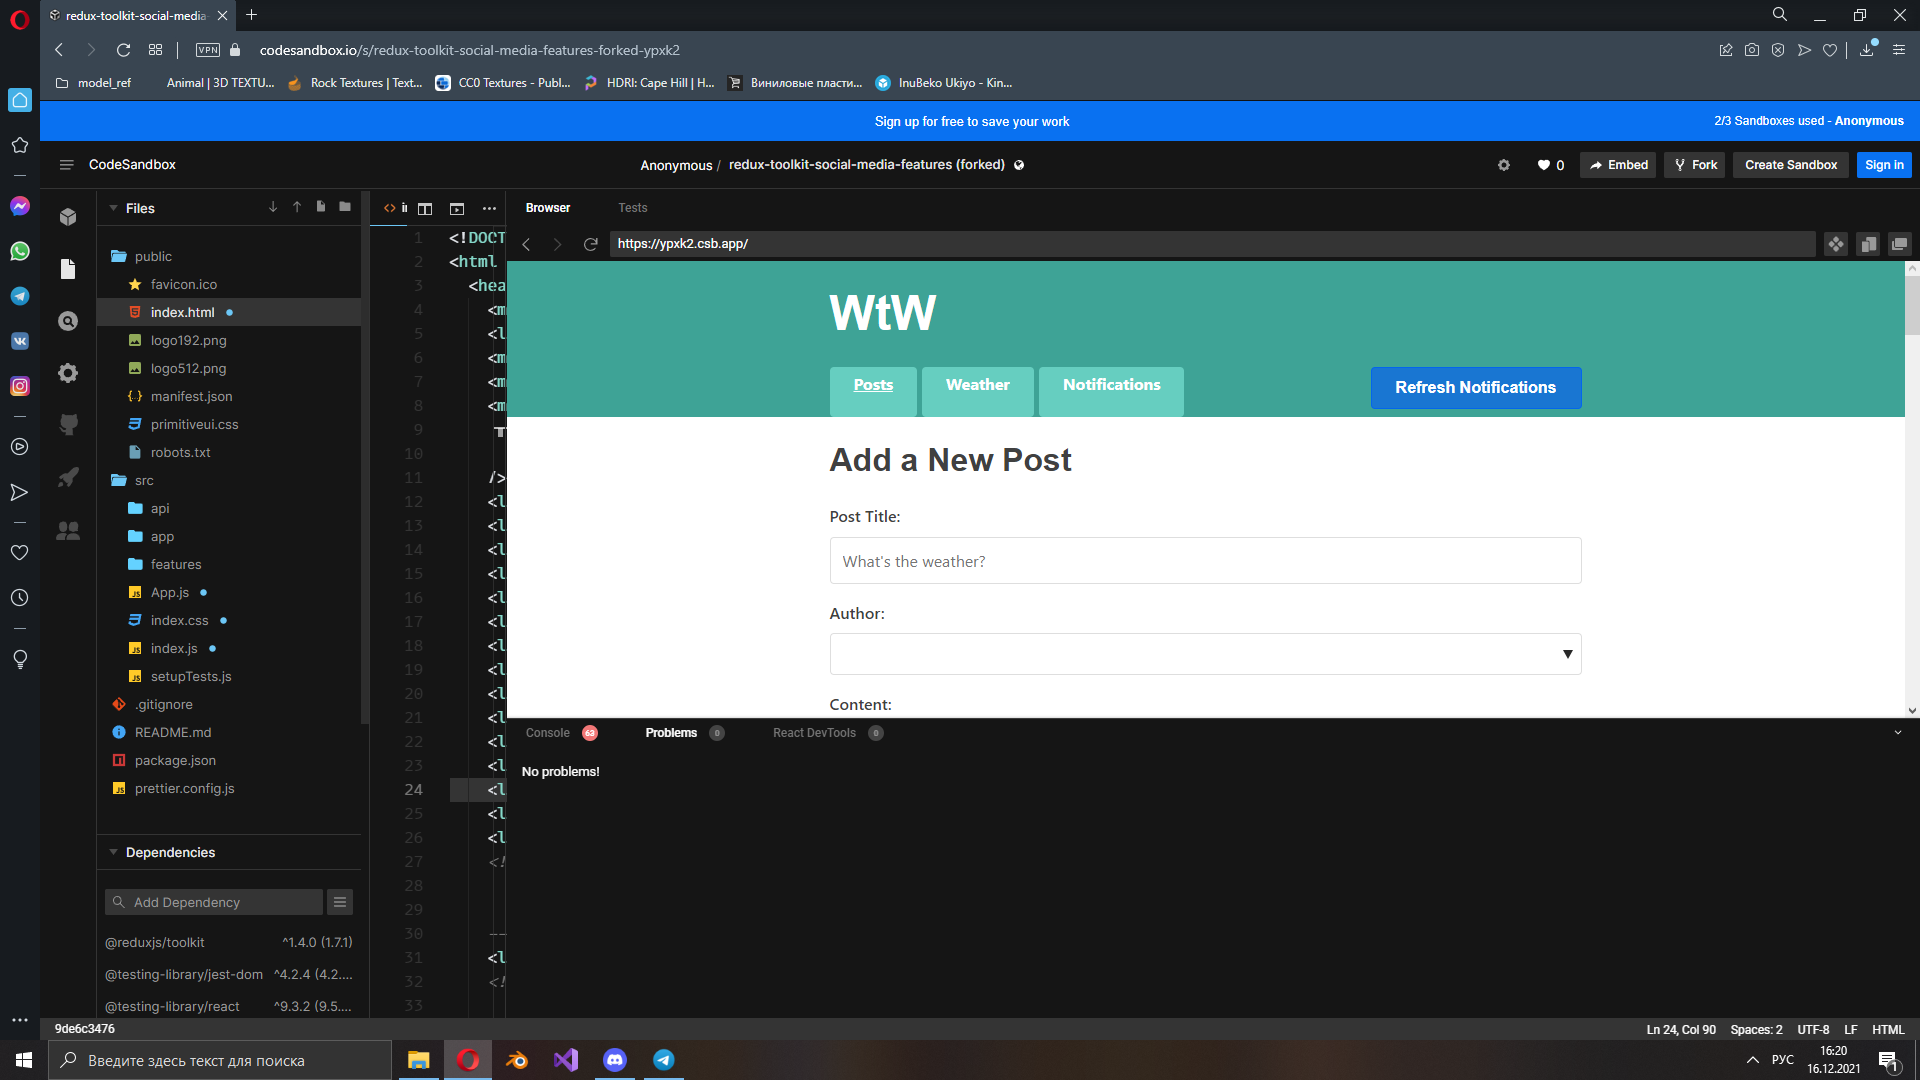 redux-toolkit-social-media-
codesandbox.io/s/redux-toolkit-social-media-features-forked-ypxk2
VPN
model_ref
Animal | 3D TEXTU...
Rock Textures | Text...
CC0 Textures - Publ...
HDRI: Cape Hill | H...
Виниловые пласти...
InuBeko Ukiyo - Kin...
Sign up for free to save your work
2/3 Sandboxes used - Anonymous
CodeSandbox
Anonymous / redux-toolkit-social-media-features (forked)
0
Embed
Fork
Create Sandbox
Sign in
Files
public
favicon.ico
index.html
logo192.png
logo512.png
manifest.json
primitiveui.css
robots.txt
src
api
app
features
App.js
index.css
index.js
setupTests.js
.gitignore
README.md
package.json
prettier.config.js
Dependencies
Add Dependency
@reduxjs/toolkit ^1.4.0 (1.7.1)
@testing-library/jest-dom ^4.2.4 (4.2....
@testing-library/react ^9.3.2 (9.5....
1 <!DOCT
2 <html
3 <hea
4 <m
5 <l
6 <m
7 <m
8 <m
9
10
11 />
12 <l
13 <l
14 <l
15 <l
16 <l
17 <l
18 <l
19 <l
20 <l
21 <l
22 <l
23 <l
24 <l
25 <l
26 <l
27 <!
28
29
30 --
31 <l
32 <!
33
Browser
Tests
https://ypxk2.csb.app/
WtW
Posts
Weather
Notifications
Refresh Notifications
Add a New Post
Post Title:
What's the weather?
Author:
Content:
Console 63
Problems 0
React DevTools 0
No problems!
9de6c3476
Ln 24, Col 90
Spaces: 2
UTF-8
LF
HTML
Введите здесь текст для поиска
РУС
16:20
16.12.2021
1